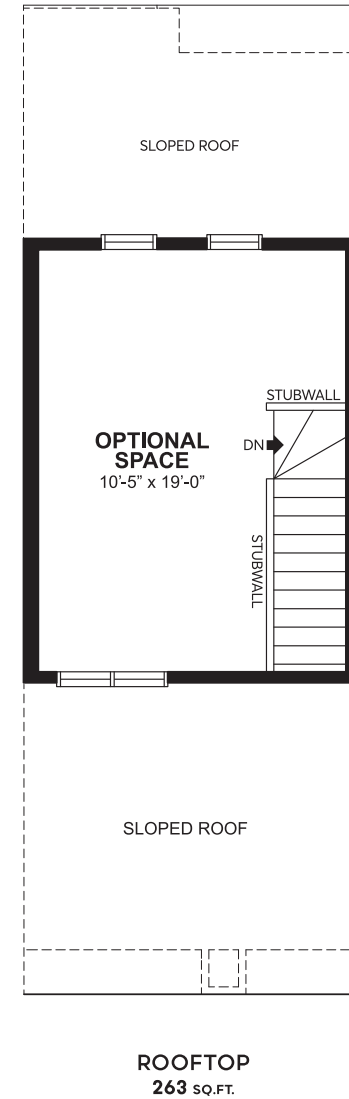 SLOPED ROOF
STUBWALL
OPTIONAL
SPACE
10'-5" x 19'-0"
DN
STUBWALL
SLOPED ROOF
ROOFTOP
263 SQ.FT.